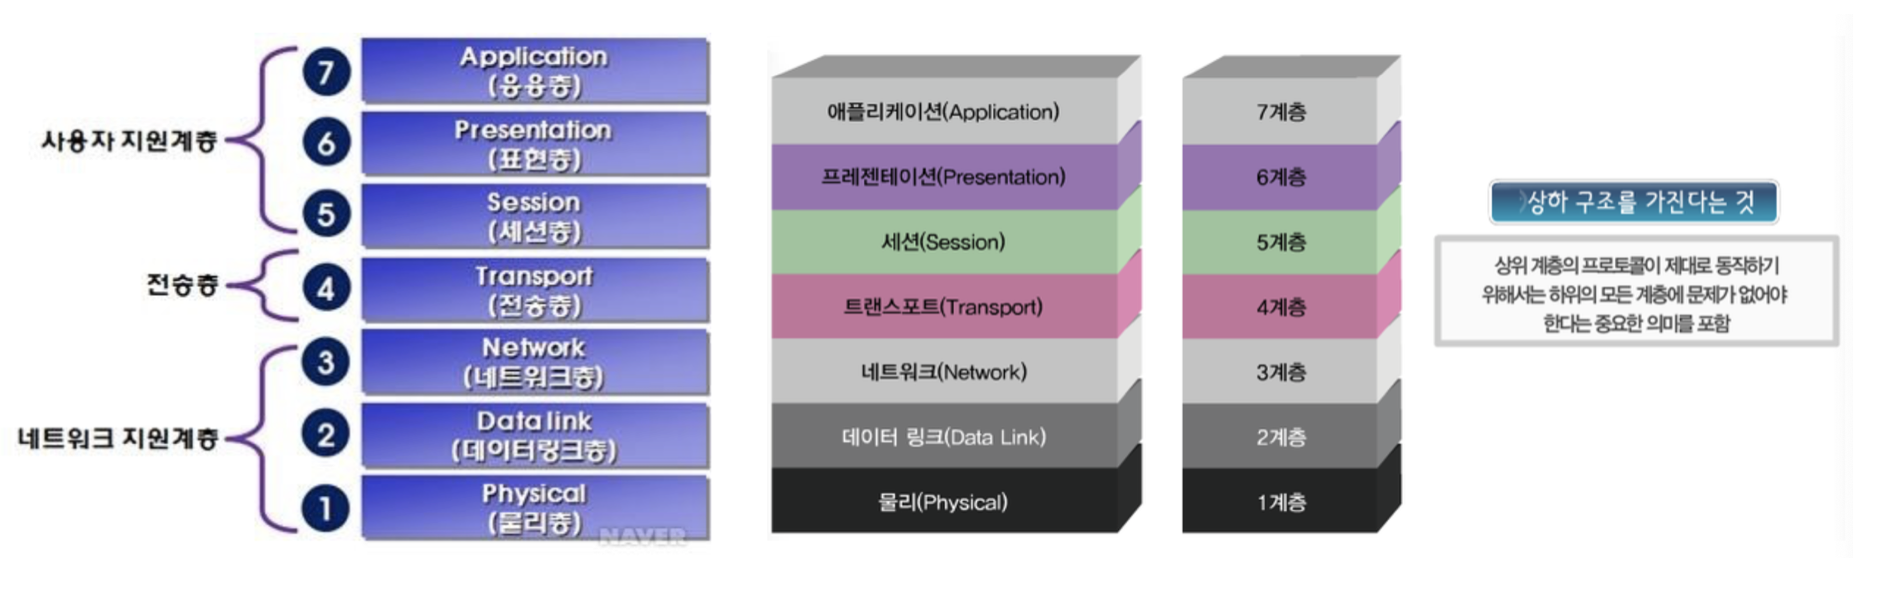 사용자 지원계층
전송층
네트워크 지원계층
7
Application
(응용층)
6
Presentation
(표현층)
5
Session
(세션층)
4
Transport
(전송층)
3
Network
(네트워크층)
2
Data link
(데이터링크층)
1
Physical
(물리층)
NAVER
애플리케이션(Application)
프레젠테이션(Presentation)
세션(Session)
트랜스포트(Transport)
네트워크(Network)
데이터 링크(Data Link)
물리(Physical)
7계층
6계층
5계층
4계층
3계층
2계층
1계층
상하 구조를 가진다는 것
상위 계층의 프로토콜이 제대로 동작하기
위해서는 하위의 모든 계층에 문제가 없어야
한다는 중요한 의미를 포함